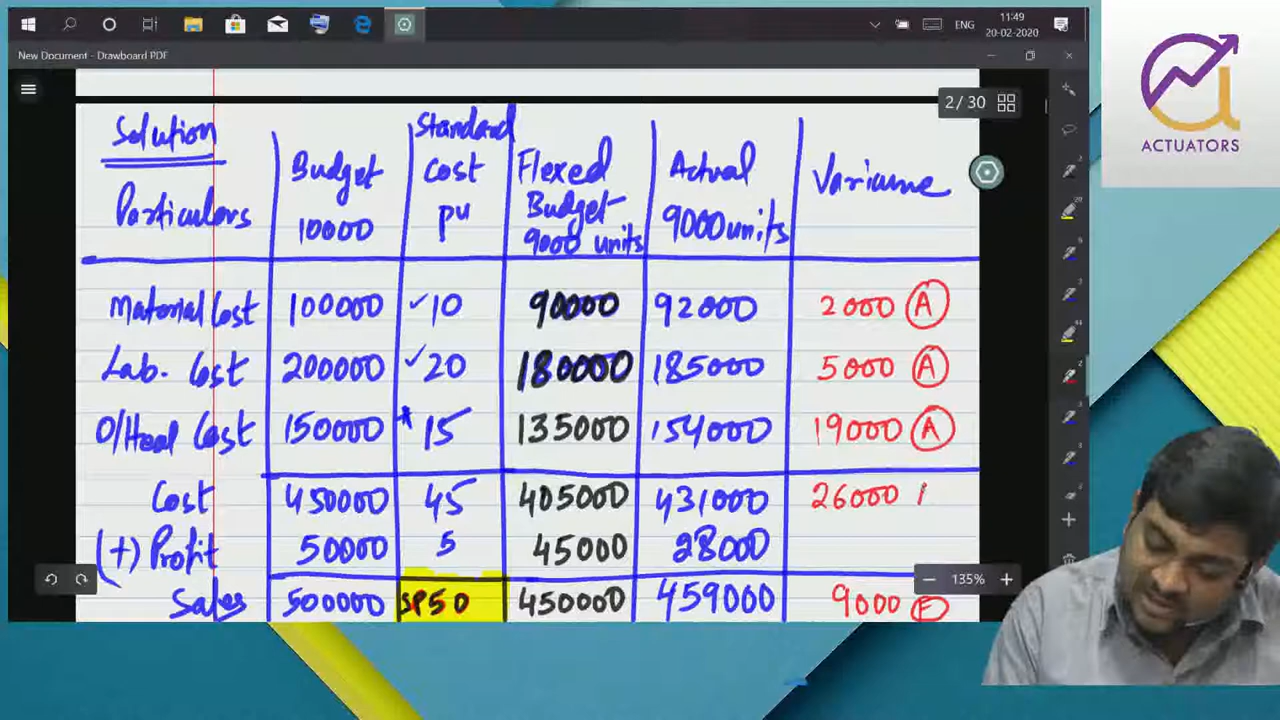 ENG
11:49
20-02-2020
New Document - Drawboard PDF
2 / 30
ACTUATORS
Solution
Particulars
Budget
10000
Standard
Cost
pu
Flexed
Budget
9000 units
Actual
9000 units
Variance
Material Cost 100000 ✓10 90000 92000 2000 A
Lab. Cost 200000 ✓20 180000 185000 5000 A
O/Head Cost 150000 15 135000 154000 19000 A
Cost 450000 45 405000 431000 26000
(+) Profit 50000 5 45000 28000
Sales 500000 SP50 450000 459000 9000 F
135%